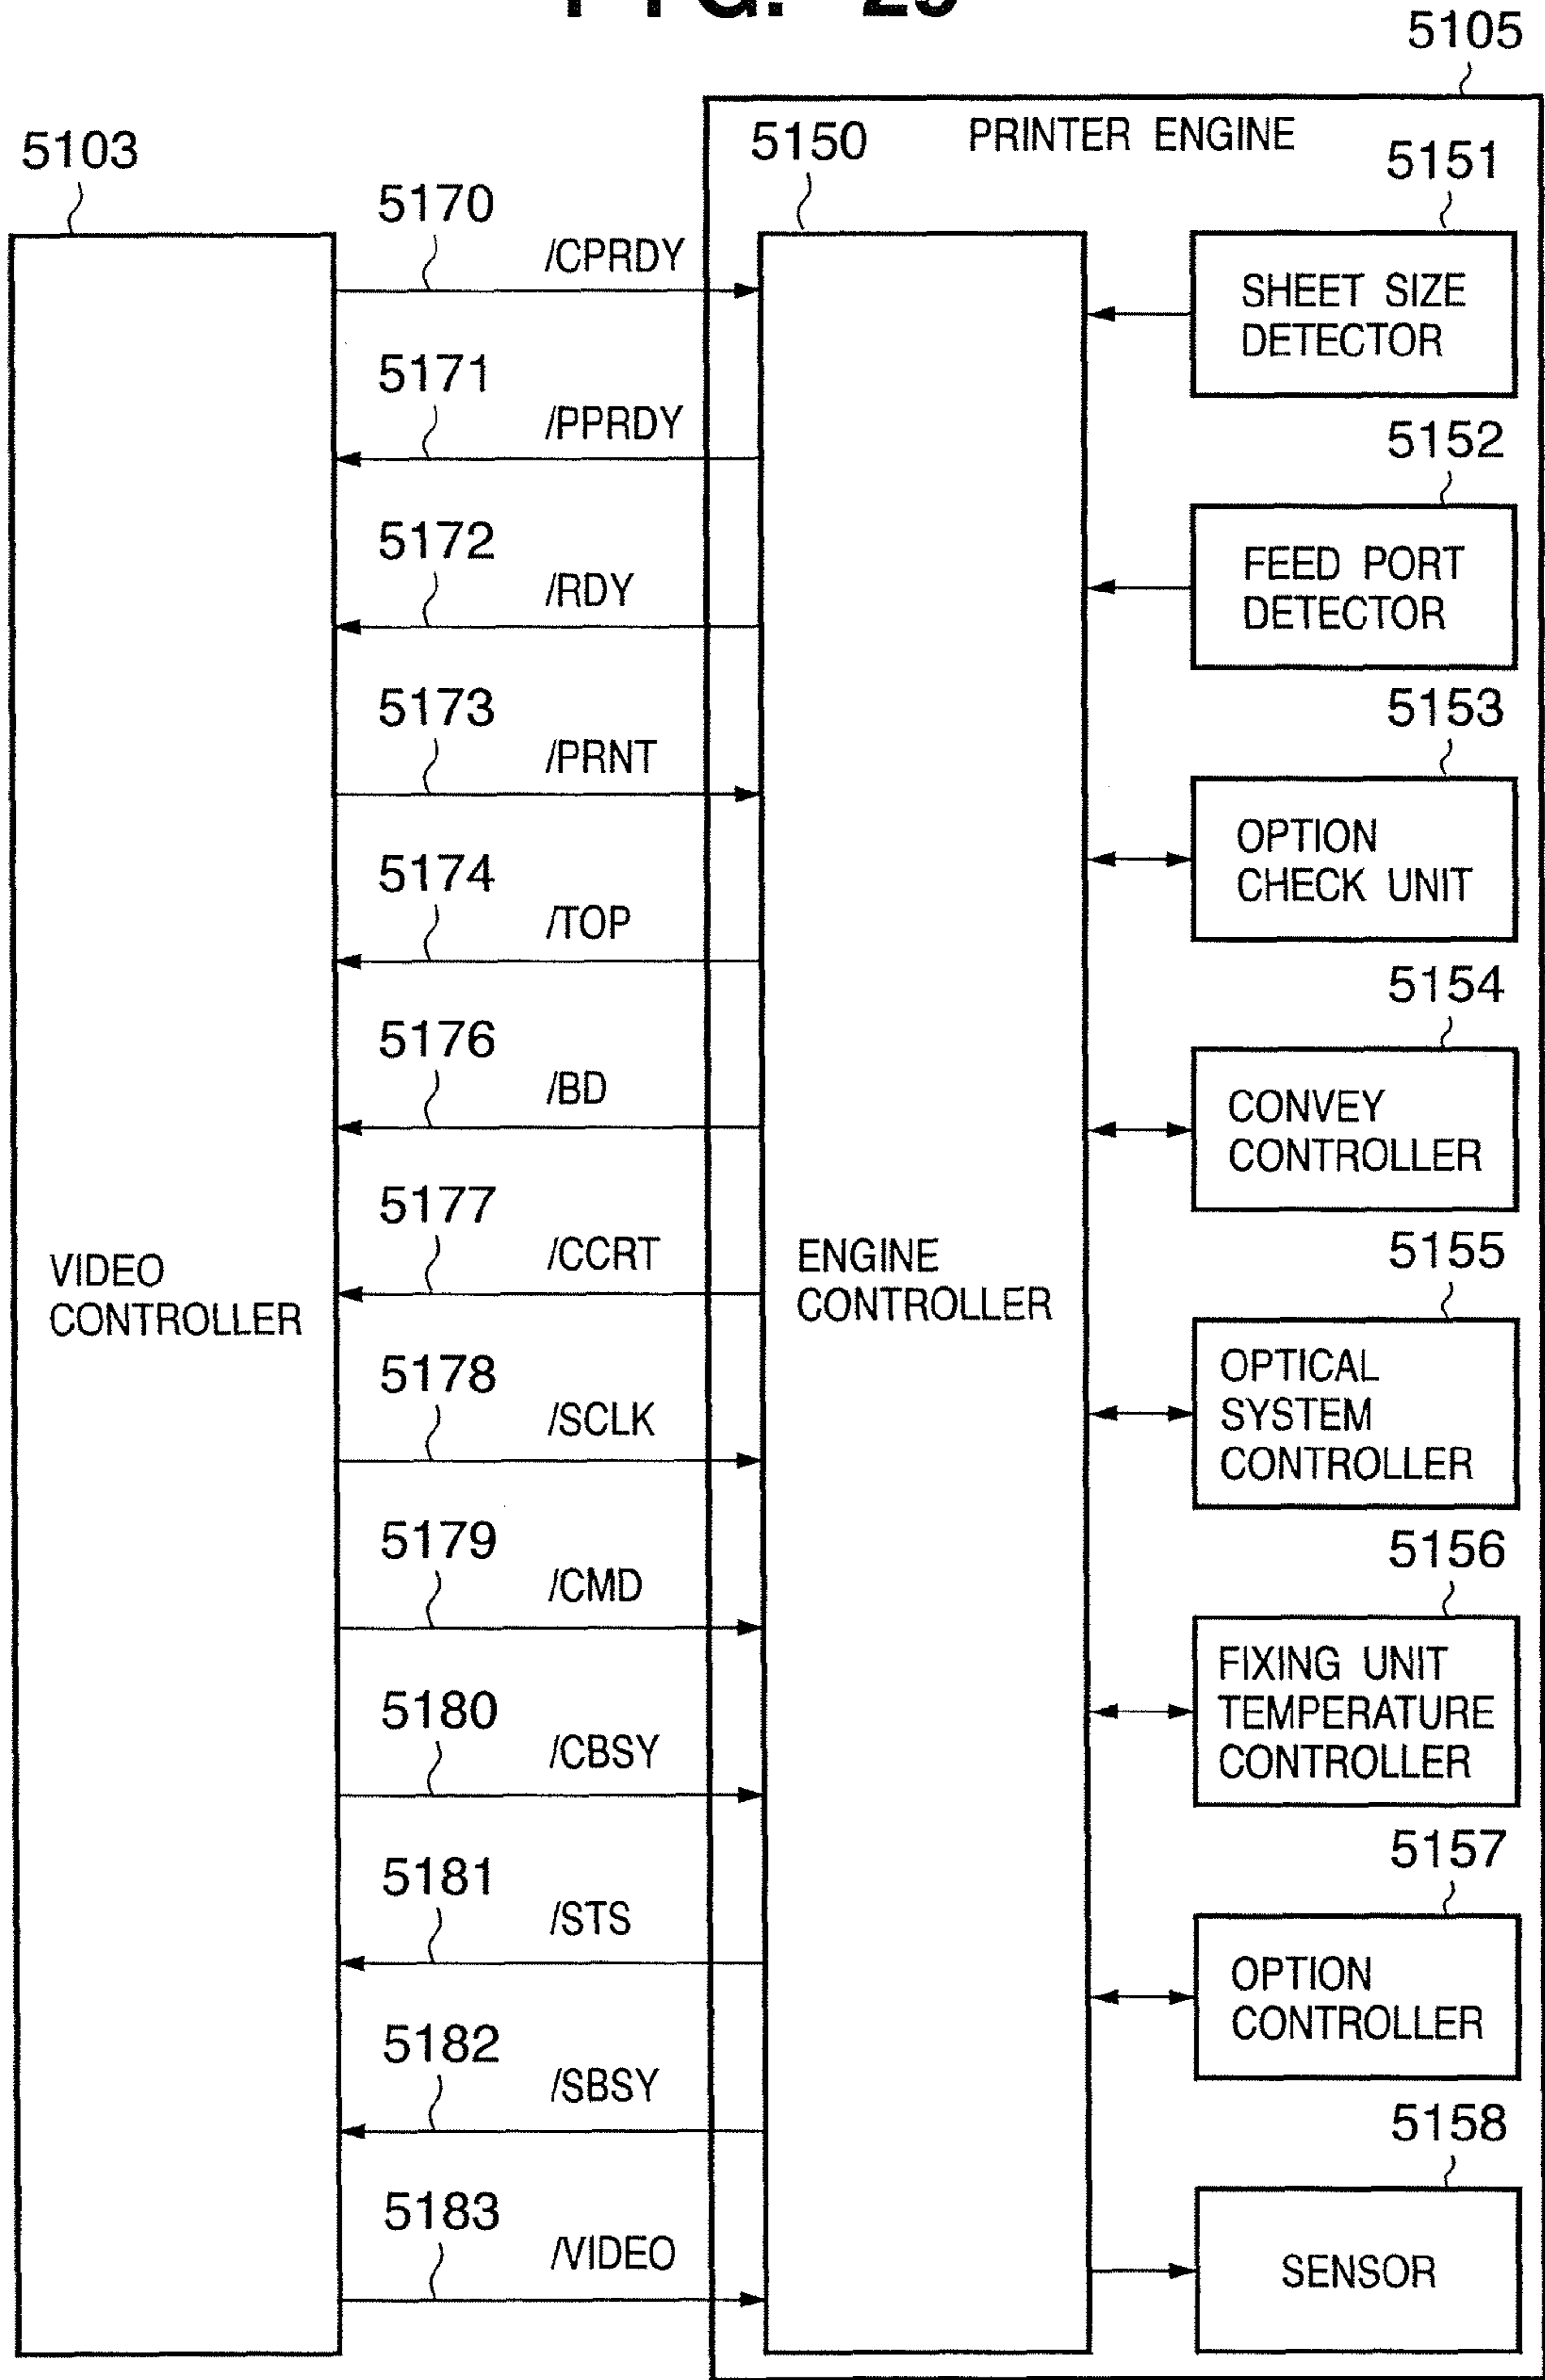 FIG. 29
5105
5103
5150
PRINTER ENGINE
5151
5170
/CPRDY
SHEET SIZE
DETECTOR
5171
/PPRDY
5152
5172
/RDY
FEED PORT
DETECTOR
5173
/PRNT
5153
5174
/TOP
OPTION
CHECK UNIT
5176
/BD
5154
CONVEY
CONTROLLER
5177
/CCRT
VIDEO
CONTROLLER
ENGINE
CONTROLLER
5155
5178
/SCLK
OPTICAL
SYSTEM
CONTROLLER
5179
/CMD
5156
5180
/CBSY
FIXING UNIT
TEMPERATURE
CONTROLLER
5181
/STS
5157
OPTION
CONTROLLER
5182
/SBSY
5158
5183
/VIDEO
SENSOR